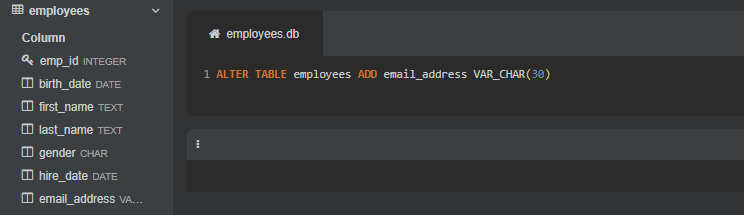 employees
Column
emp_id INTEGER
birth_date DATE
first_name TEXT
last_name TEXT
gender CHAR
hire_date DATE
email_address VA...
employees.db
1 ALTER TABLE employees ADD email_address VAR_CHAR(30)